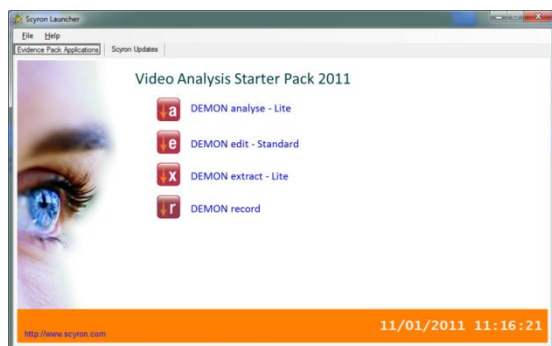 Scyron Launcher
File Help
Evidence Pack Applications Scyron Updates
Video Analysis Starter Pack 2011
a DEMON analyse - Lite
e DEMON edit - Standard
x DEMON extract - Lite
r DEMON record
http://www.scyron.com 11/01/2011 11:16:21